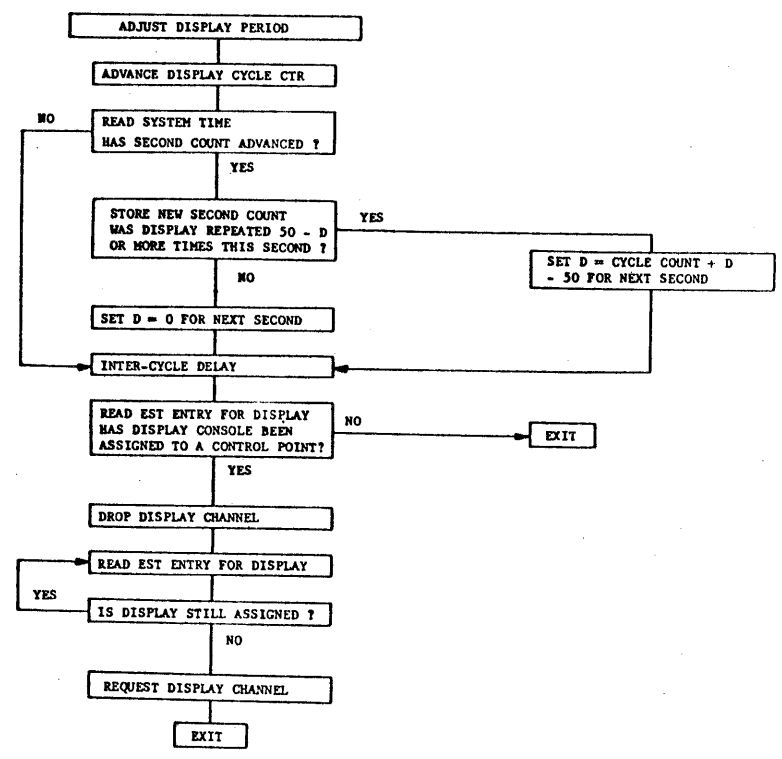 ADJUST DISPLAY PERIOD
ADVANCE DISPLAY CYCLE CTR
NO
READ SYSTEM TIME
HAS SECOND COUNT ADVANCED ?
YES
STORE NEW SECOND COUNT
WAS DISPLAY REPEATED 50 - D
OR MORE TIMES THIS SECOND ?
YES
SET D = CYCLE COUNT + D
- 50 FOR NEXT SECOND
NO
SET D = 0 FOR NEXT SECOND
INTER-CYCLE DELAY
READ EST ENTRY FOR DISPLAY
HAS DISPLAY CONSOLE BEEN
ASSIGNED TO A CONTROL POINT?
NO
EXIT
YES
DROP DISPLAY CHANNEL
READ EST ENTRY FOR DISPLAY
YES
IS DISPLAY STILL ASSIGNED ?
NO
REQUEST DISPLAY CHANNEL
EXIT